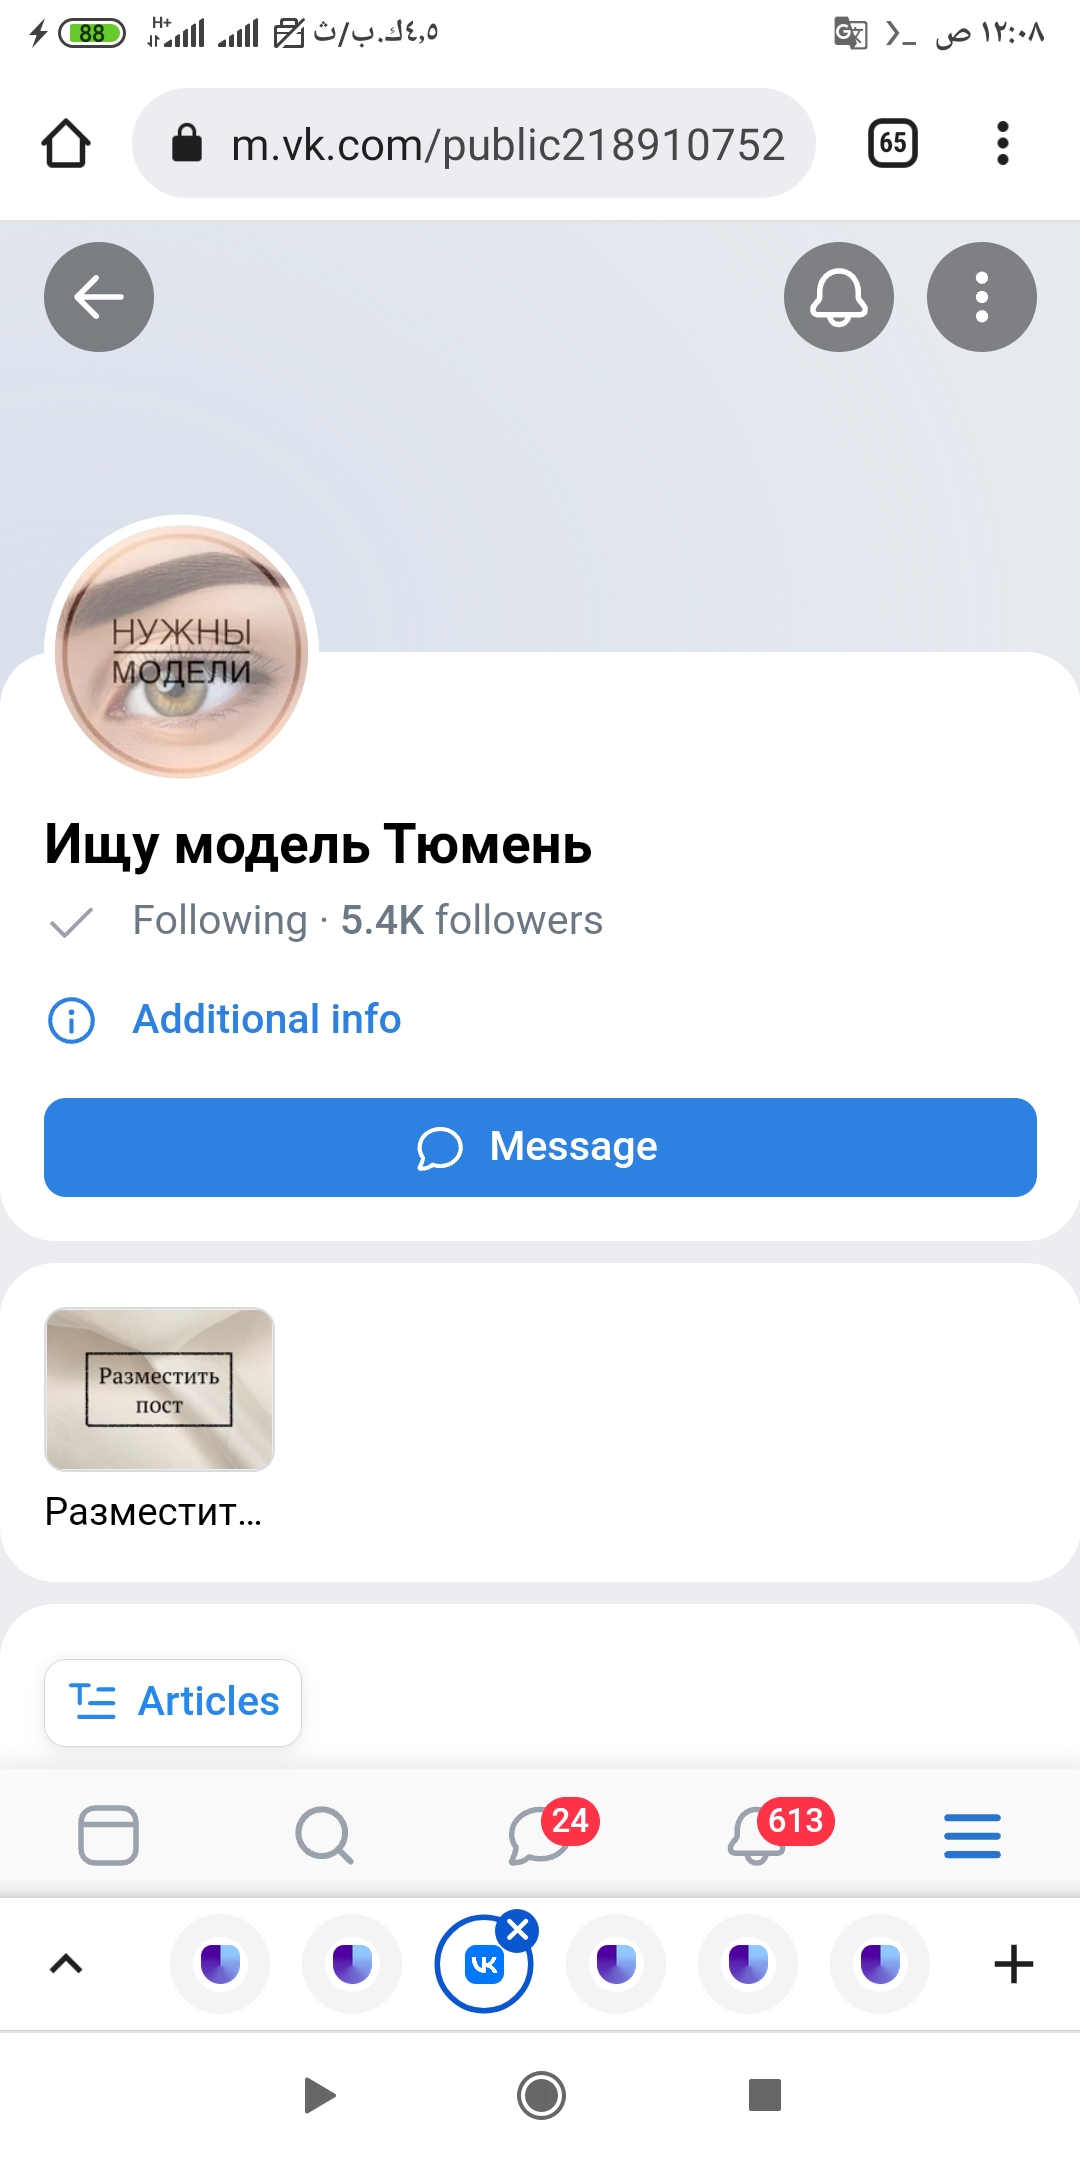 88 H+ ٤,٥ك.ب/ث ١٢:٠٨ ص
m.vk.com/public218910752
65
НУЖНЫ
МОДЕЛИ
Ищу модель Тюмень
Following · 5.4K followers
Additional info
Message
Разместить
пост
Разместит...
Articles
24
613